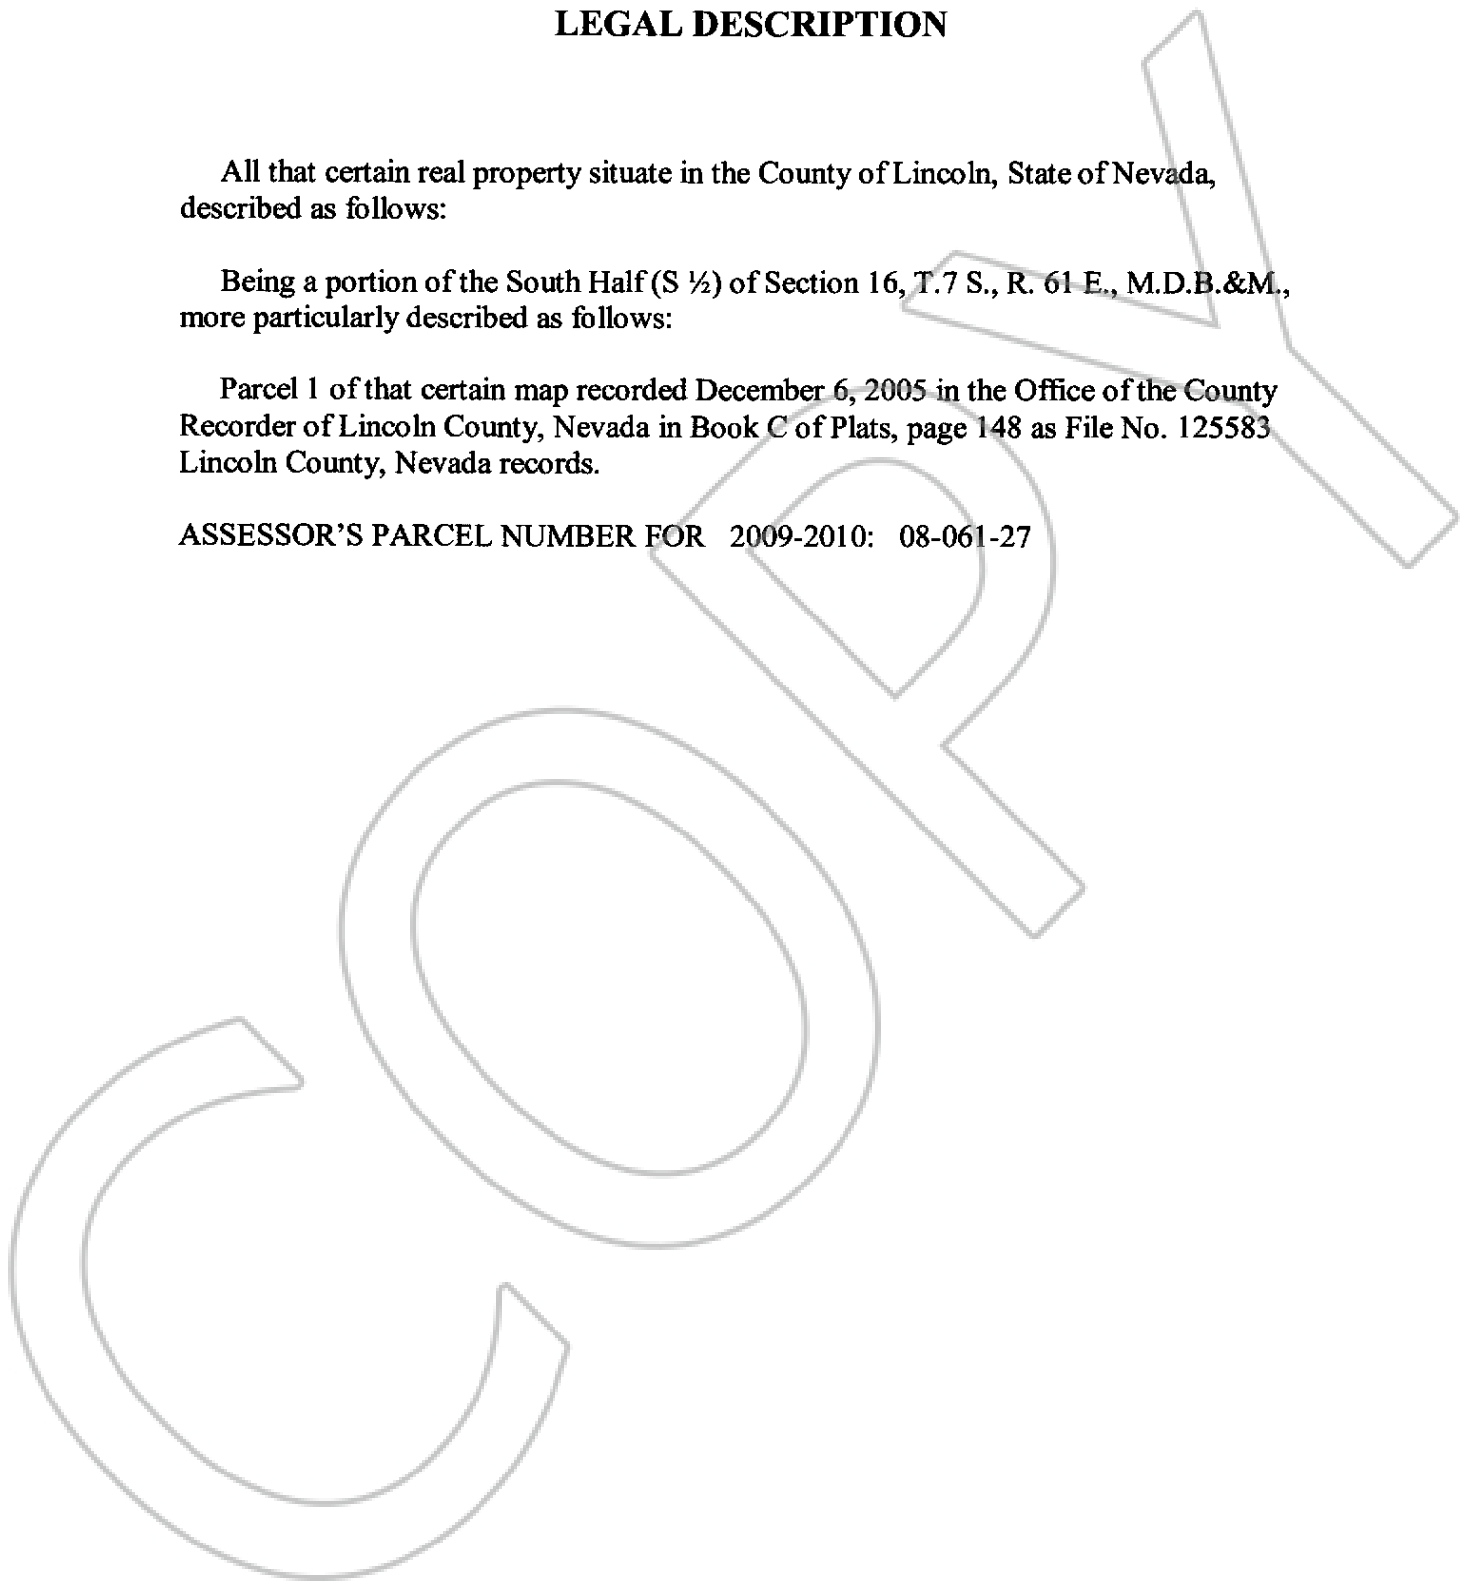 LEGAL DESCRIPTION
All that certain real property situate in the County of Lincoln, State of Nevada,
described as follows:
Being a portion of the South Half (S ½) of Section 16, T.7 S., R. 61 E., M.D.B.&M.,
more particularly described as follows:
Parcel 1 of that certain map recorded December 6, 2005 in the Office of the County
Recorder of Lincoln County, Nevada in Book C of Plats, page 148 as File No. 125583
Lincoln County, Nevada records.
ASSESSOR'S PARCEL NUMBER FOR 2009-2010: 08-061-27
COPY